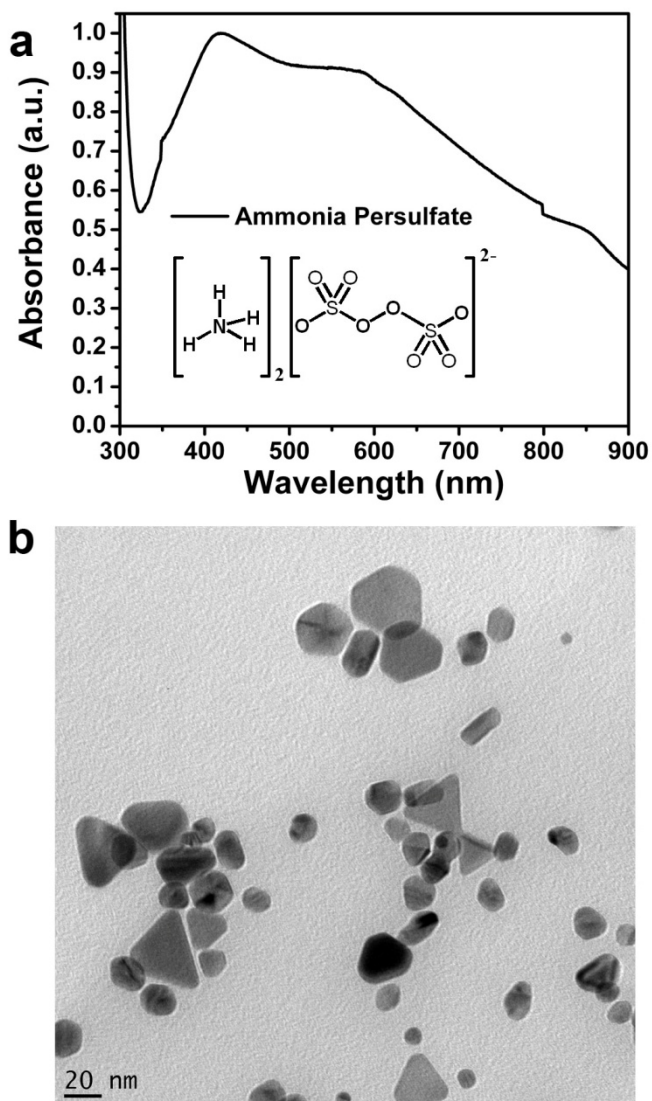 a
Absorbance (a.u.)
1.0
0.9
0.8
0.7
0.6
0.5
0.4
0.3
0.2
0.1
0.0
Ammonia Persulfate
H
N
H
H
H
2
O
O
S
O
O
O
S
O
O
O
2-
300 400 500 600 700 800 900
Wavelength (nm)
b
20 nm